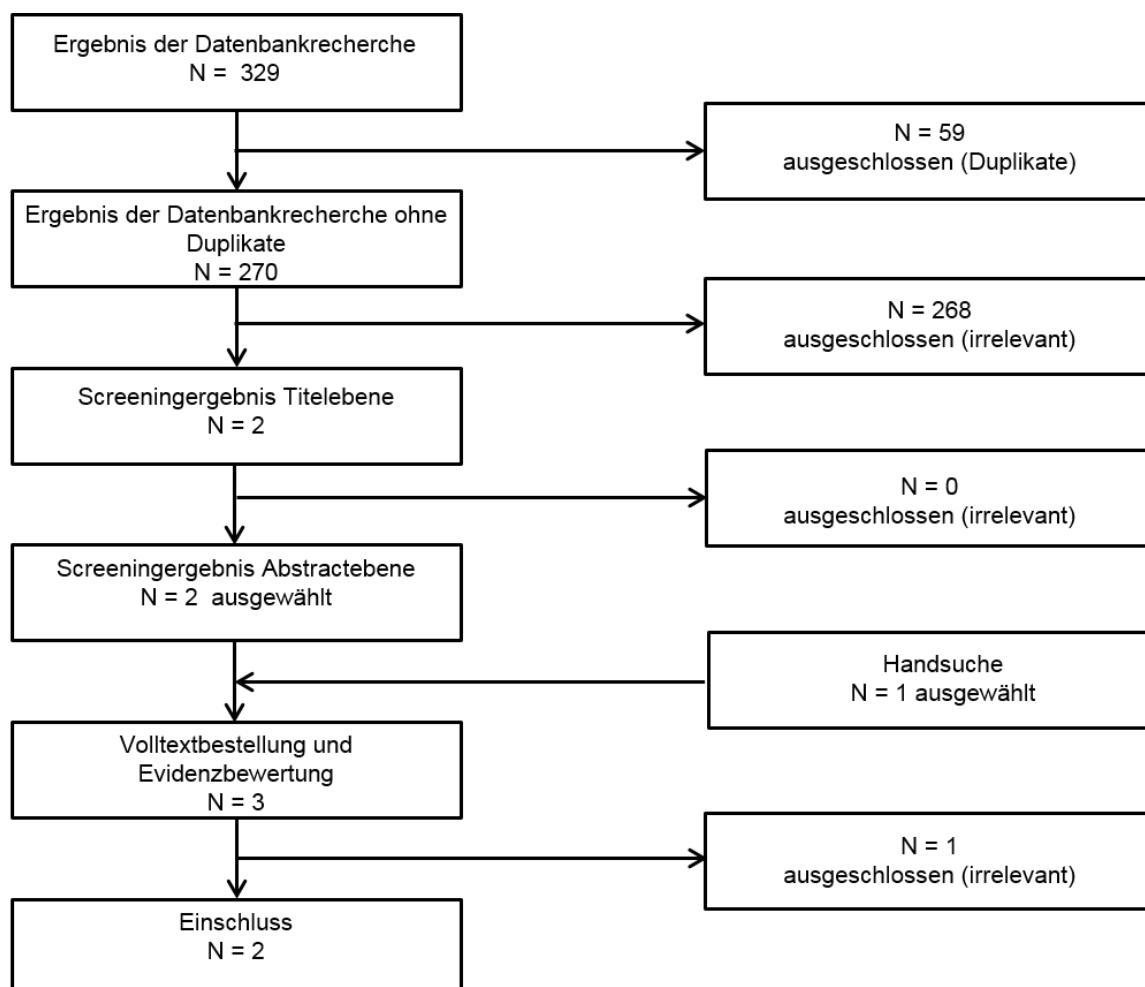 Ergebnis der Datenbankrecherche
N = 329
N = 59
ausgeschlossen (Duplikate)
Ergebnis der Datenbankrecherche ohne
Duplikate
N = 270
N = 268
ausgeschlossen (irrelevant)
Screeningergebnis Titelebene
N = 2
N = 0
ausgeschlossen (irrelevant)
Screeningergebnis Abstractebene
N = 2 ausgewählt
Handsuche
N = 1 ausgewählt
Volltextbestellung und
Evidenzbewertung
N = 3
N = 1
ausgeschlossen (irrelevant)
Einschluss
N = 2